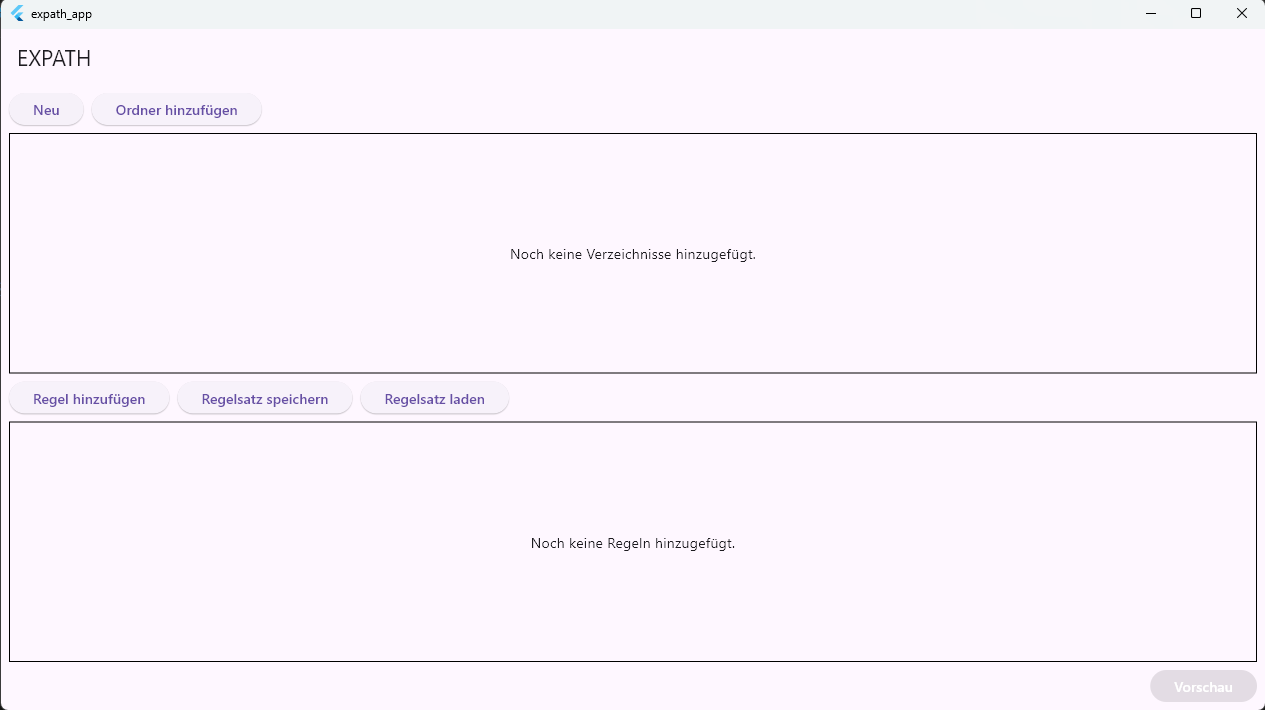 expath_app
EXPATH
Neu Ordner hinzufügen
Noch keine Verzeichnisse hinzugefügt.
Regel hinzufügen Regelsatz speichern Regelsatz laden
Noch keine Regeln hinzugefügt.
Vorschau